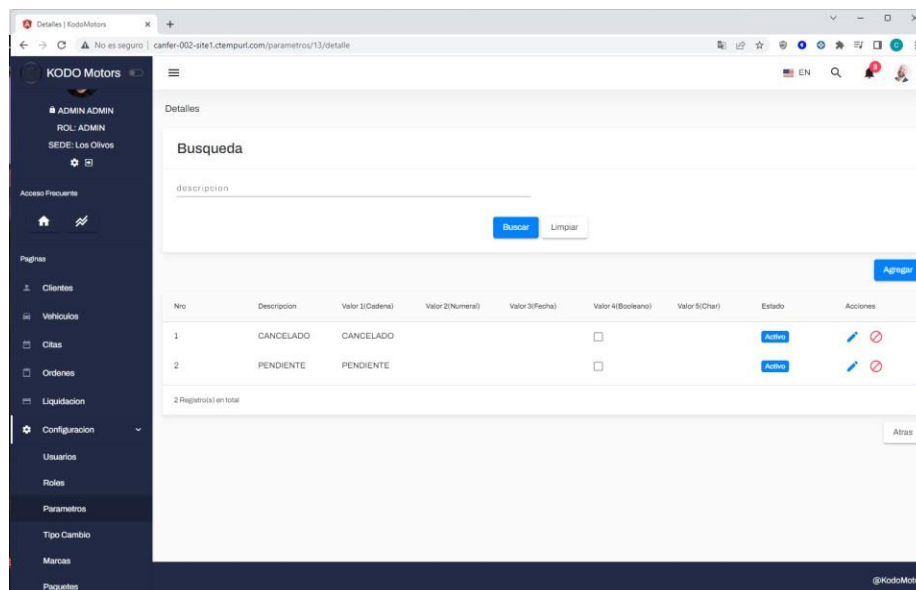 Detalles | KodoMotors
No es seguro | canfer-002-site1.ctempurl.com/parametros/13/detalle
KODO Motors
EN
3
ADMIN ADMIN
ROL: ADMIN
SEDE: Los Olivos
Acceso Frecuente
Paginas
Clientes
Vehiculos
Citas
Ordenes
Liquidacion
Configuracion
Usuarios
Roles
Parametros
Tipo Cambio
Marcas
Paquetes
Detalles
Busqueda
descripcion
Buscar Limpiar
Agregar
Nro Descripcion Valor 1(Cadena) Valor 2(Numeral) Valor 3(Fecha) Valor 4(Booleano) Valor 5(Char) Estado Acciones
1 CANCELADO CANCELADO Activo
2 PENDIENTE PENDIENTE Activo
2 Registro(s) en total
Atras
@KodoMot